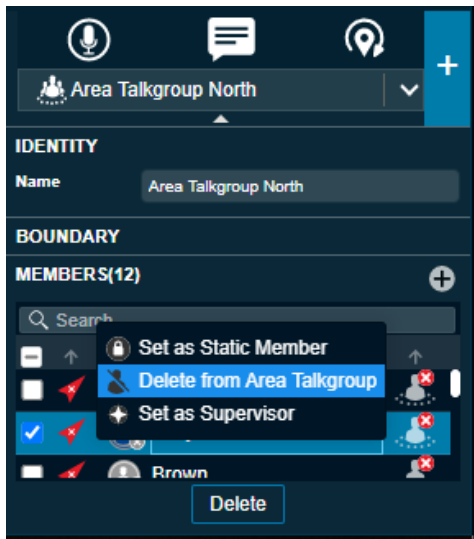 Area Talkgroup North
IDENTITY
Name
Area Talkgroup North
BOUNDARY
MEMBERS(12)
Search
Set as Static Member
Delete from Area Talkgroup
Set as Supervisor
Brown
Delete